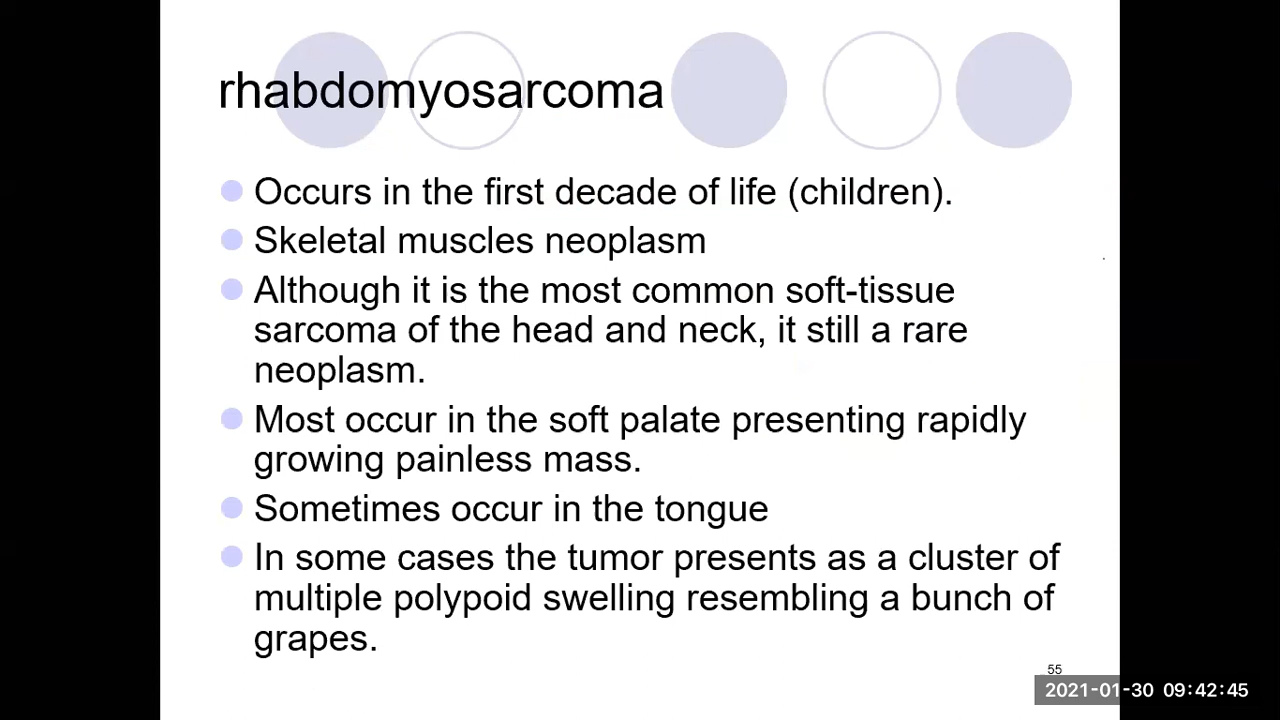 rhabdomyosarcoma
Occurs in the first decade of life (children).
Skeletal muscles neoplasm
Although it is the most common soft-tissue
sarcoma of the head and neck, it still a rare
neoplasm.
Most occur in the soft palate presenting rapidly
growing painless mass.
Sometimes occur in the tongue
In some cases the tumor presents as a cluster of
multiple polypoid swelling resembling a bunch of
grapes.
55
2021-01-30 09:42:45